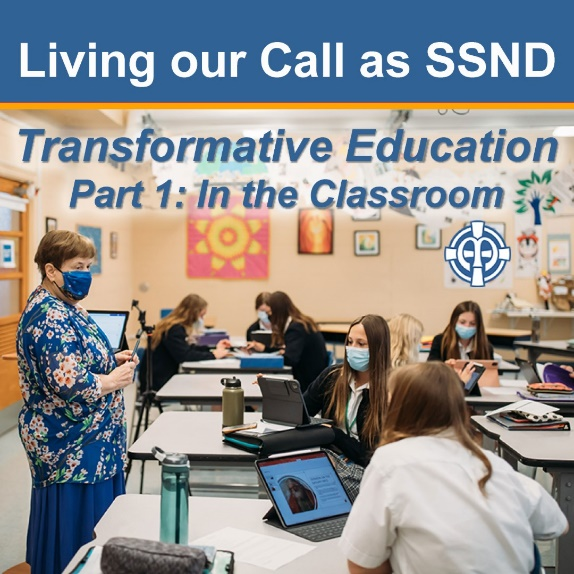 Living our Call as SSND
Transformative Education
Part 1: In the Classroom